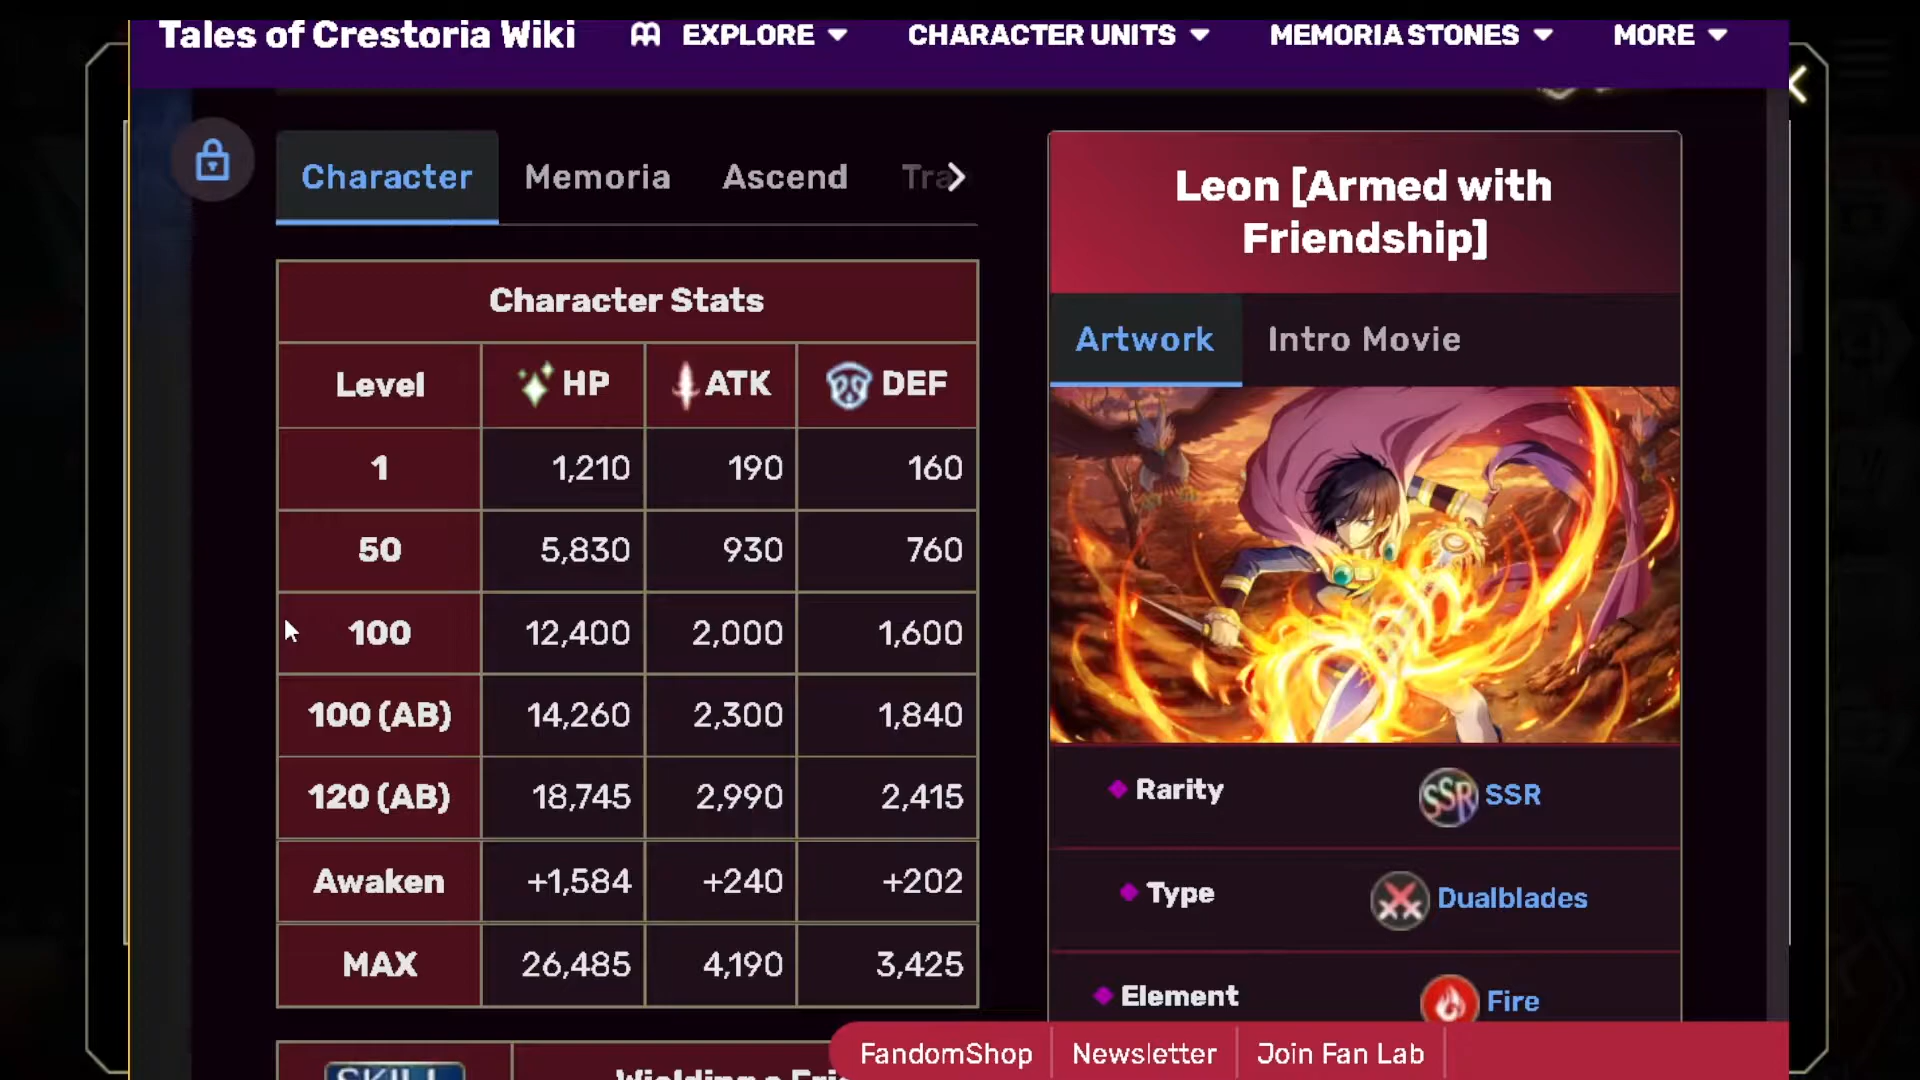 Tales of Crestoria Wiki EXPLORE CHARACTER UNITS MEMORIA STONES MORE
Character Memoria Ascend
Character Stats
Level HP ATK DEF
1 1,210 190 160
50 5,830 930 760
100 12,400 2,000 1,600
100 (AB) 14,260 2,300 1,840
120 (AB) 18,745 2,990 2,415
Awaken +1,584 +240 +202
MAX 26,485 4,190 3,425
SKILL
Leon [Armed with
Friendship]
Artwork Intro Movie
Rarity SSR SSR
Type Dualblades
Element Fire
FandomShop Newsletter Join Fan Lab